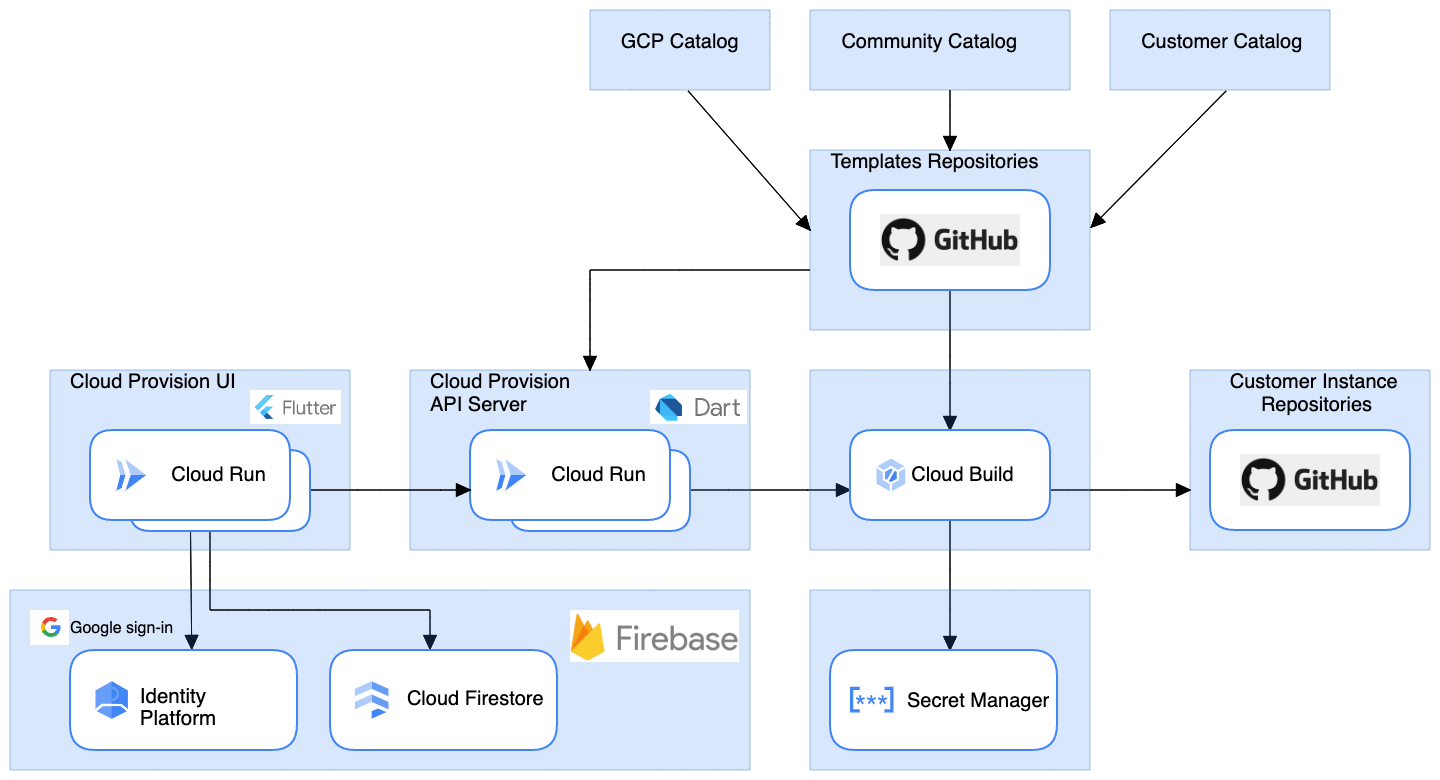 GCP Catalog
Community Catalog
Customer Catalog
Templates Repositories
GitHub
Cloud Provision UI
Flutter
Cloud Run
Cloud Provision
API Server
Dart
Cloud Run
Cloud Build
Customer Instance
Repositories
GitHub
Google sign-in
Firebase
Identity
Platform
Cloud Firestore
[***]
Secret Manager